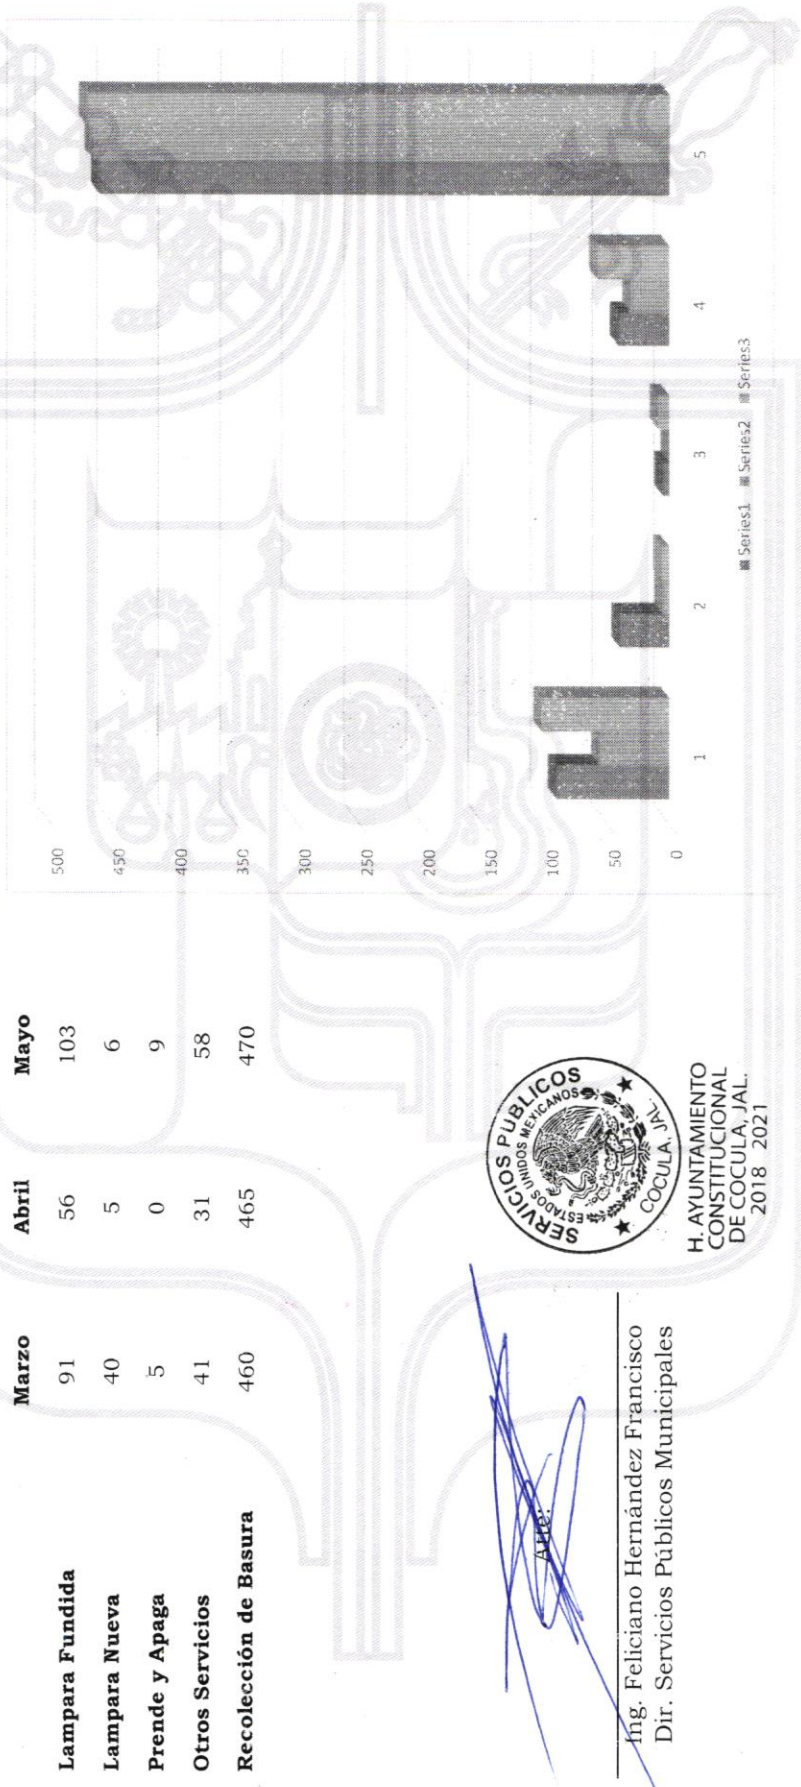 Marzo Abril Mayo
Lampara Fundida 91 56 103
Lampara Nueva 40 5 6
Prende y Apaga 5 0 9
Otros Servicios 41 31 58
Recolección de Basura 460 465 470
500
450
400
350
300
250
200
150
100
50
0
1 2 3 4 5
Series1 Series2 Series3
Atte:
Ing. Feliciano Hernández Francisco
Dir. Servicios Públicos Municipales
SERVICIOS PÚBLICOS
ESTADOS UNIDOS MEXICANOS
COCULA, JAL.
H. AYUNTAMIENTO
CONSTITUCIONAL
DE COCULA, JAL.
2018 2021